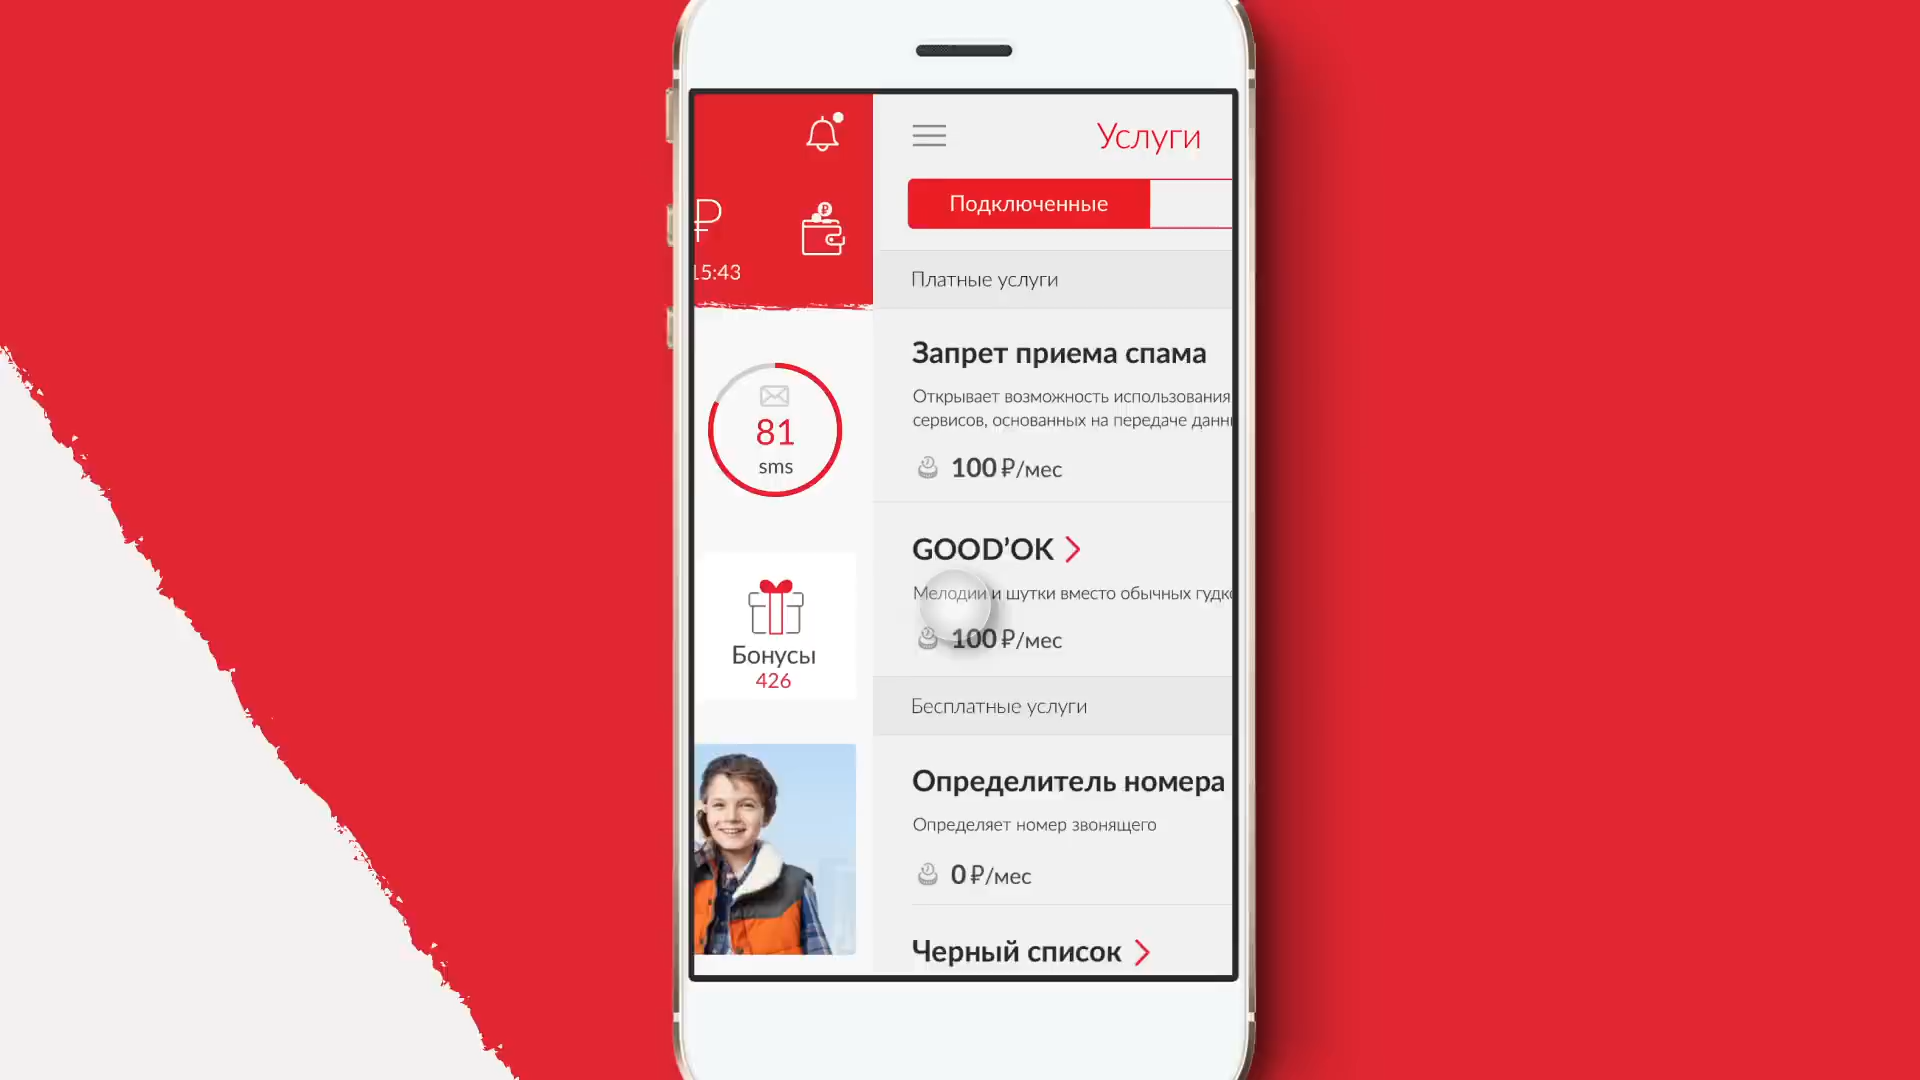 ₽
15:43
81
sms
Бонусы
426
Услуги
Подключенные
Платные услуги
Запрет приема спама
Открывает возможность использования
сервисов, основанных на передаче
100 ₽/мес
GOOD’OK
Мелодии и шутки вместо обычных
100 ₽/мес
Бесплатные услуги
Определитель номера
Определяет номер звонящего
0 ₽/мес
Черный список